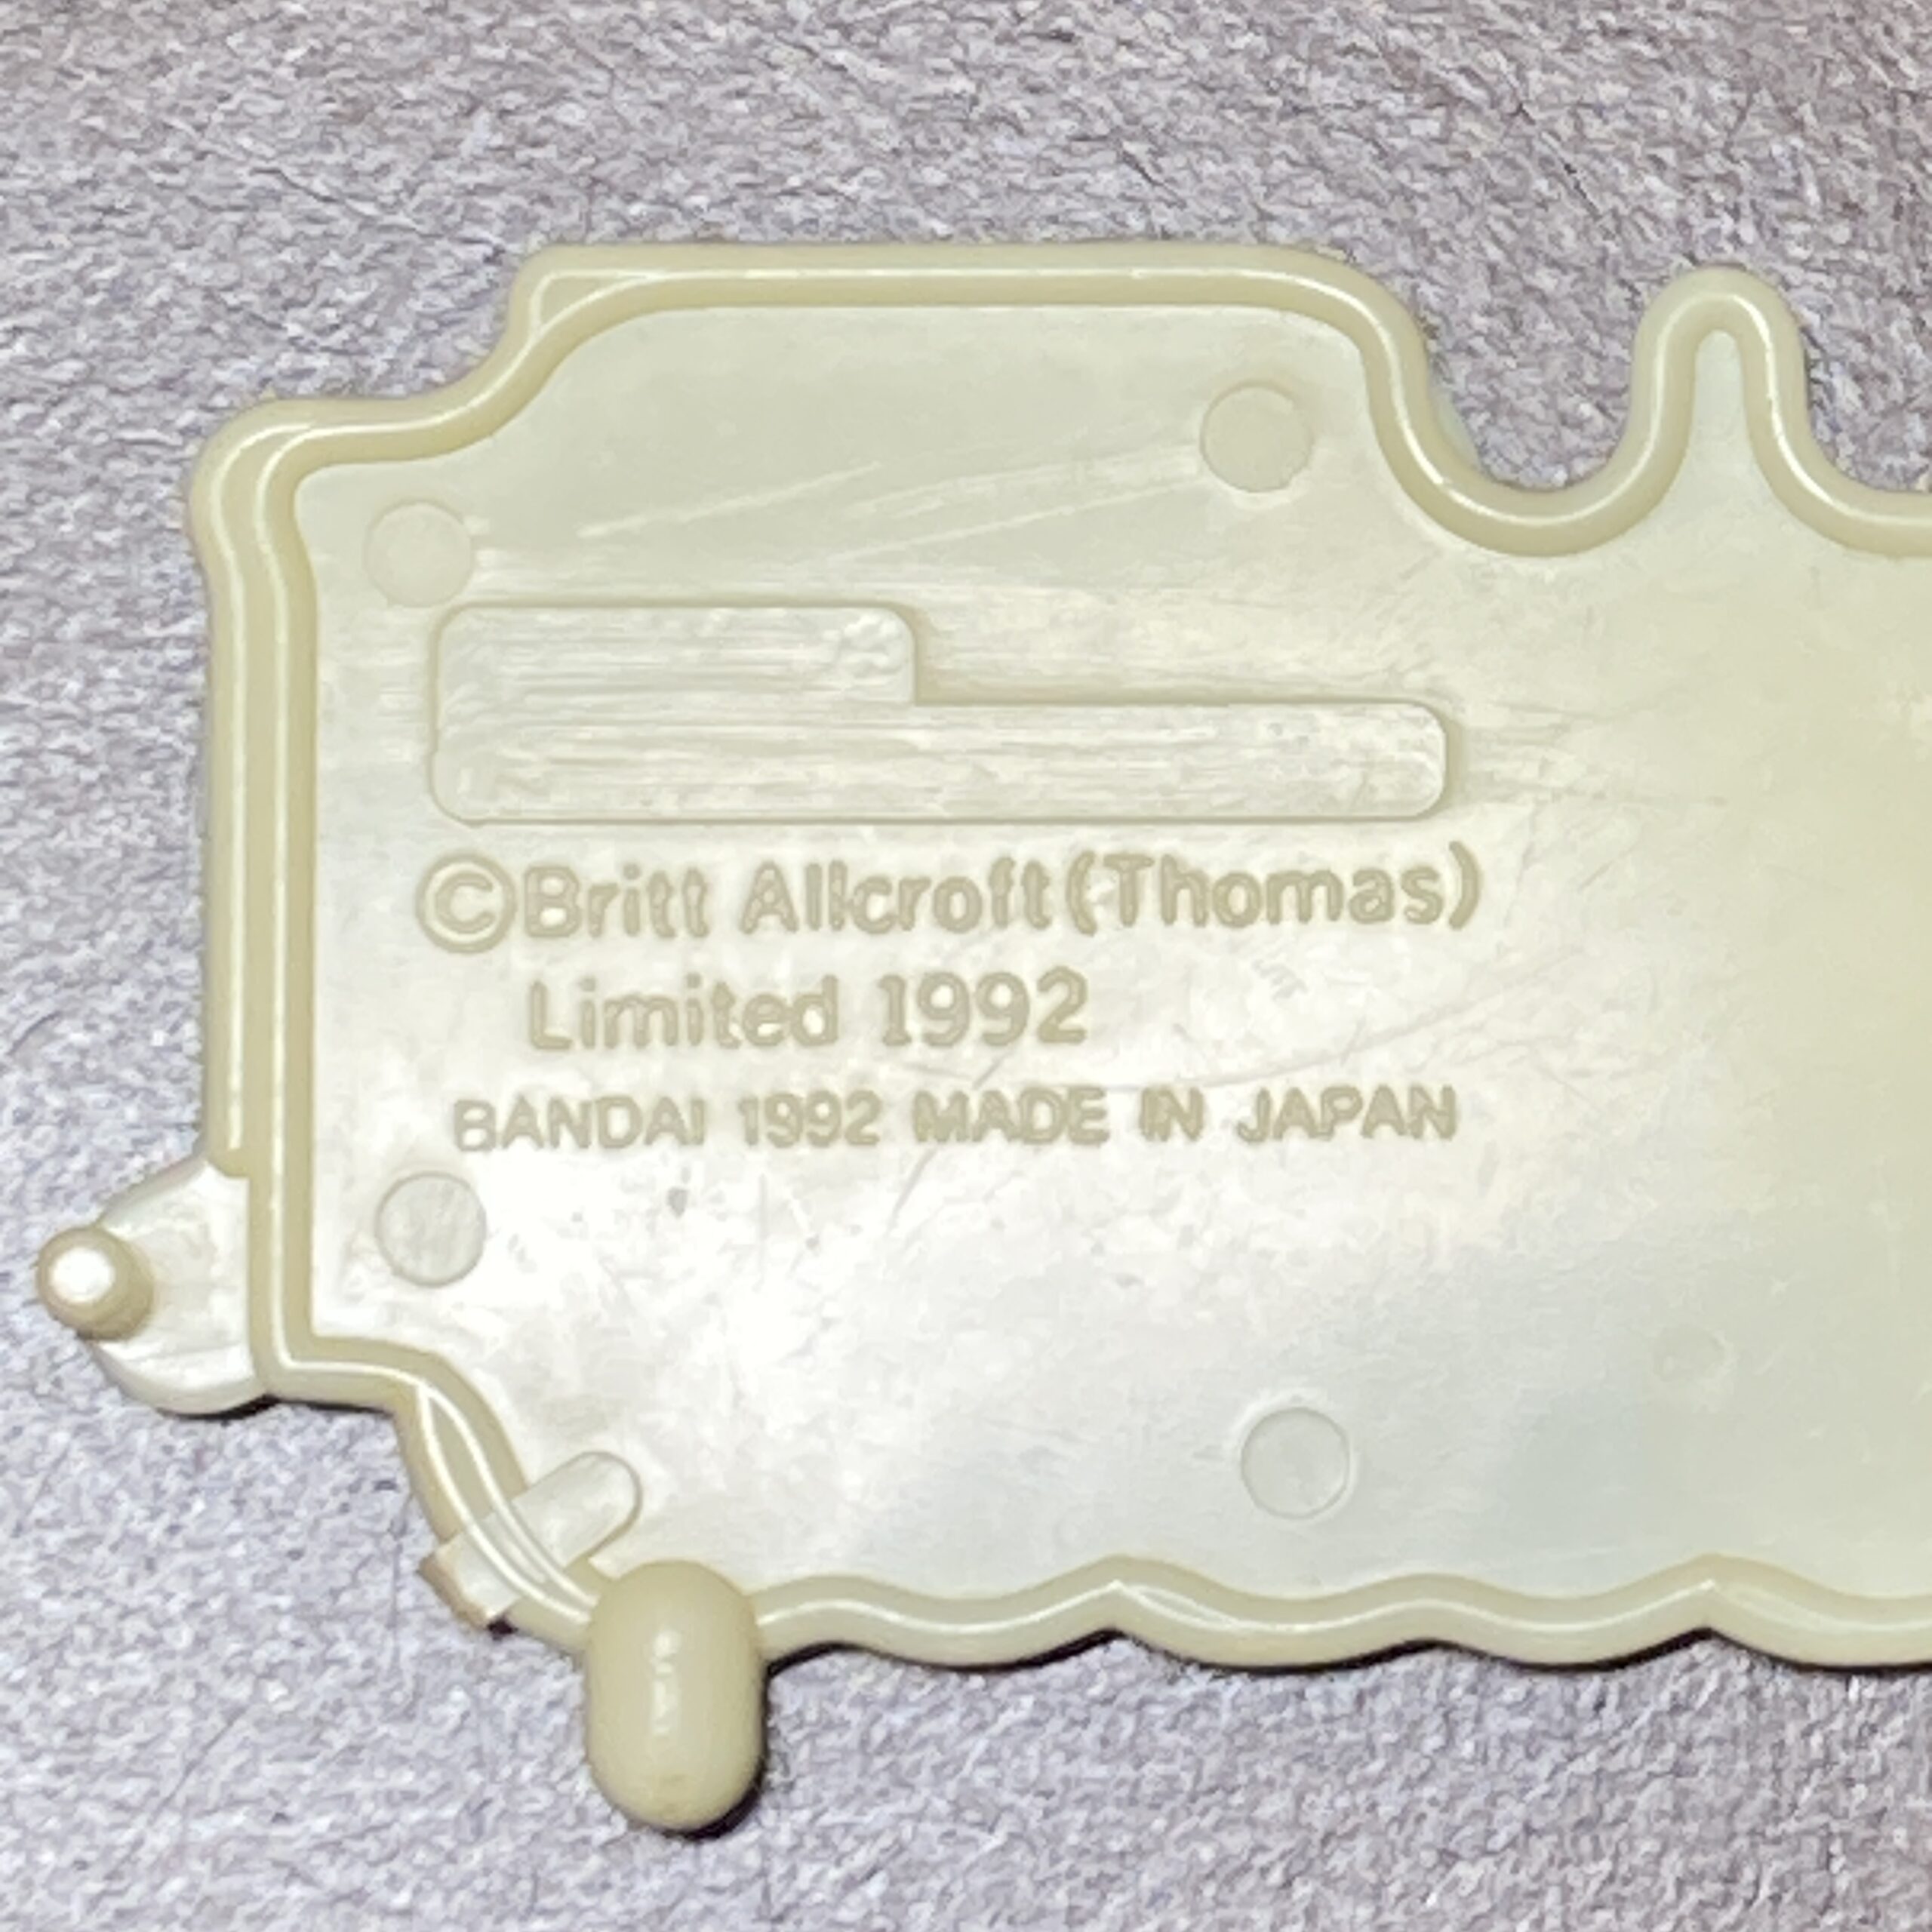 ©Britt Allcroft(Thomas)
Limited 1992
BANDAI 1992 MADE IN JAPAN